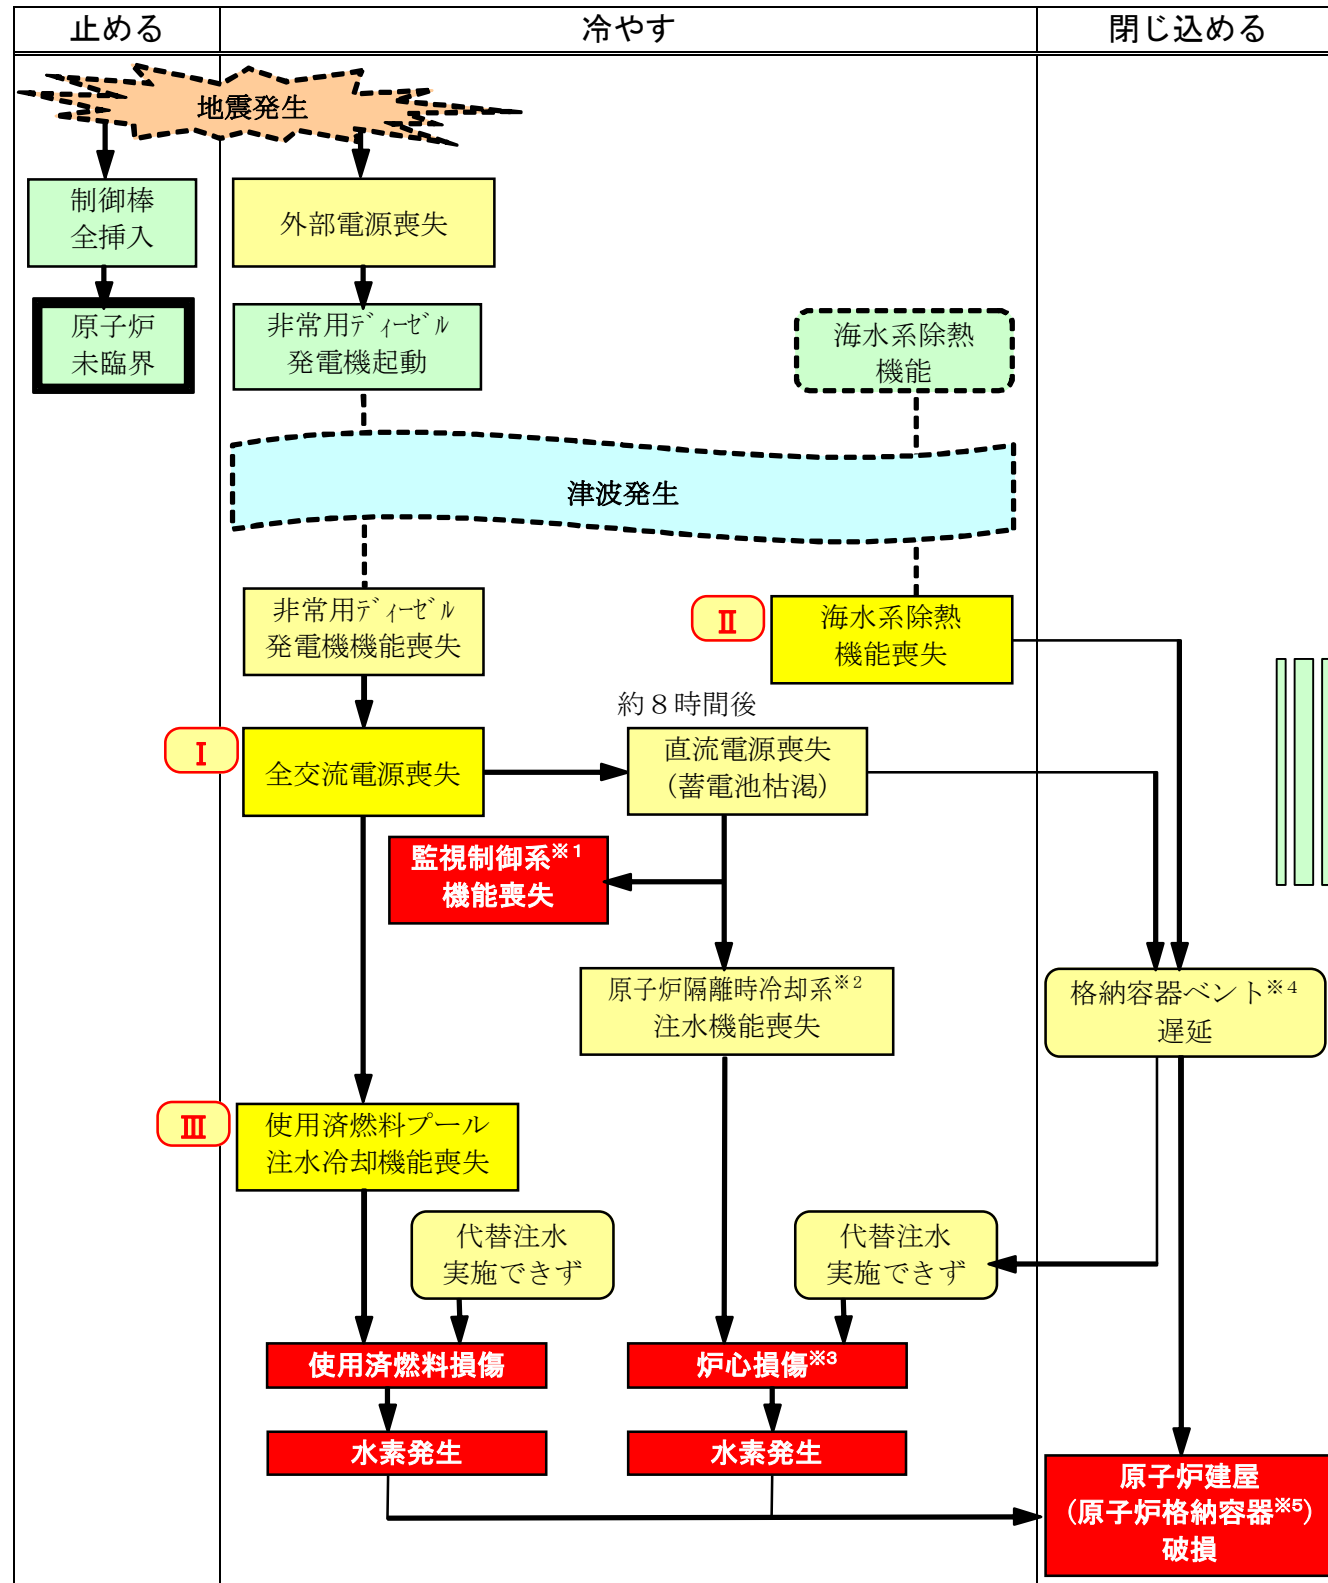 止める
冷やす
閉じ込める
地震発生
制御棒
全挿入
外部電源喪失
原子炉
未臨界
非常用ﾃﾞｨｰｾﾞﾙ
発電機起動
海水系除熱
機能
津波発生
非常用ﾃﾞｨｰｾﾞﾙ
発電機機能喪失
Ⅱ
海水系除熱
機能喪失
約８時間後
Ⅰ
全交流電源喪失
直流電源喪失
(蓄電池枯渇)
監視制御系※1
機能喪失
原子炉隔離時冷却系※2
注水機能喪失
格納容器ベント※4
遅延
Ⅲ
使用済燃料プール
注水冷却機能喪失
代替注水
実施できず
代替注水
実施できず
使用済燃料損傷
炉心損傷※3
水素発生
水素発生
原子炉建屋
(原子炉格納容器※5)
破損